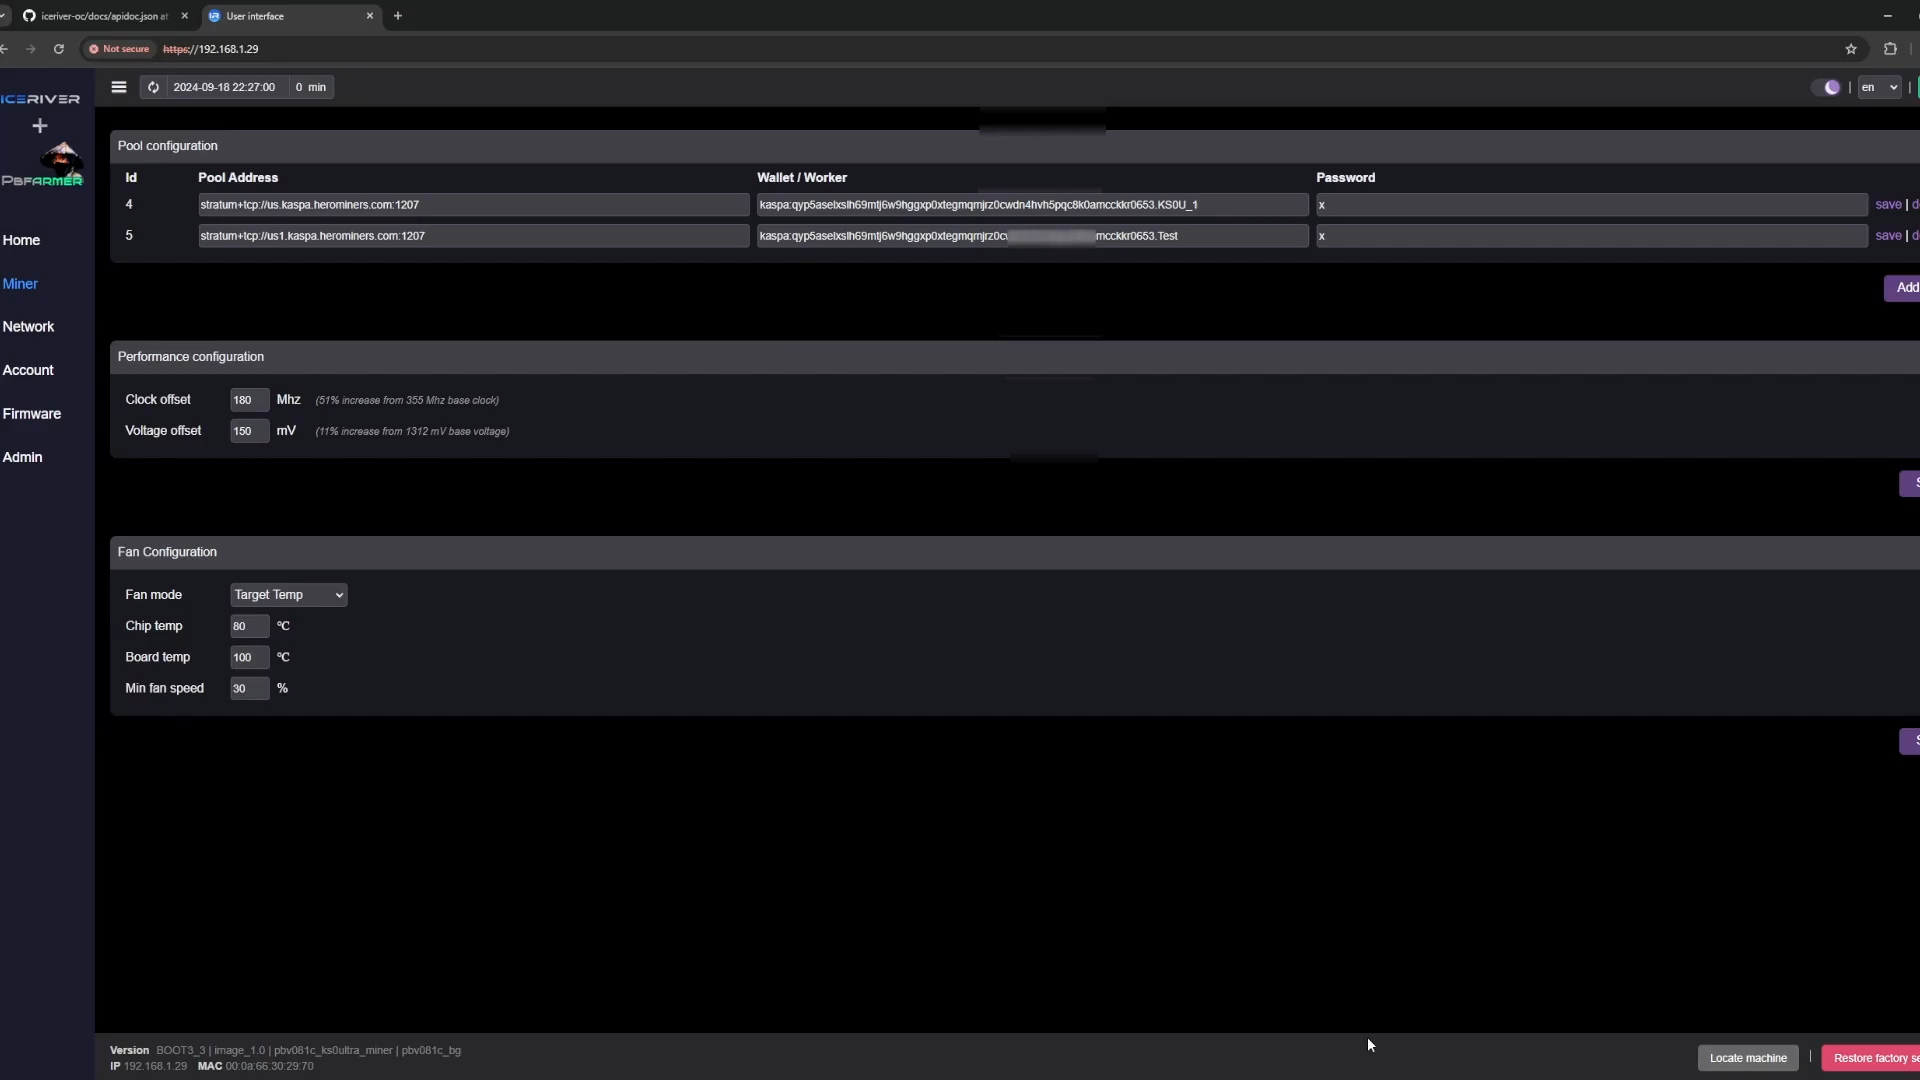 iceriver-oc/docs/apidoc.json at
User interface
Not secure https://192.168.1.29
ICERIVER
2024-09-18 22:27:00 0 min
en
PBFARMER
Home
Miner
Network
Account
Firmware
Admin
Pool configuration
Id Pool Address Wallet / Worker Password
4 stratum+tcp://us.kaspa.herominers.com:1207 kaspa:qyp5aselxslh69mtj6w9hggxp0xtegmqmjrz0cwdn4hvh5pqc8k0amcckkr0653.KS0U_1 x save |
5 stratum+tcp://us1.kaspa.herominers.com:1207 kaspa:qyp5aselxslh69mtj6w9hggxp0xtegmqmjrz0c mcckkr0653.Test x save |
Add
Performance configuration
Clock offset 180 Mhz (51% increase from 355 Mhz base clock)
Voltage offset 150 mV (11% increase from 1312 mV base voltage)
Fan Configuration
Fan mode Target Temp
Chip temp 80 °C
Board temp 100 °C
Min fan speed 30 %
Version BOOT3_3 | image_1.0 | pbv081c_ks0ultra_miner | pbv081c_bg
IP 192.168.1.29 MAC 00:0a:66:30:29:70
Locate machine | Restore factory se